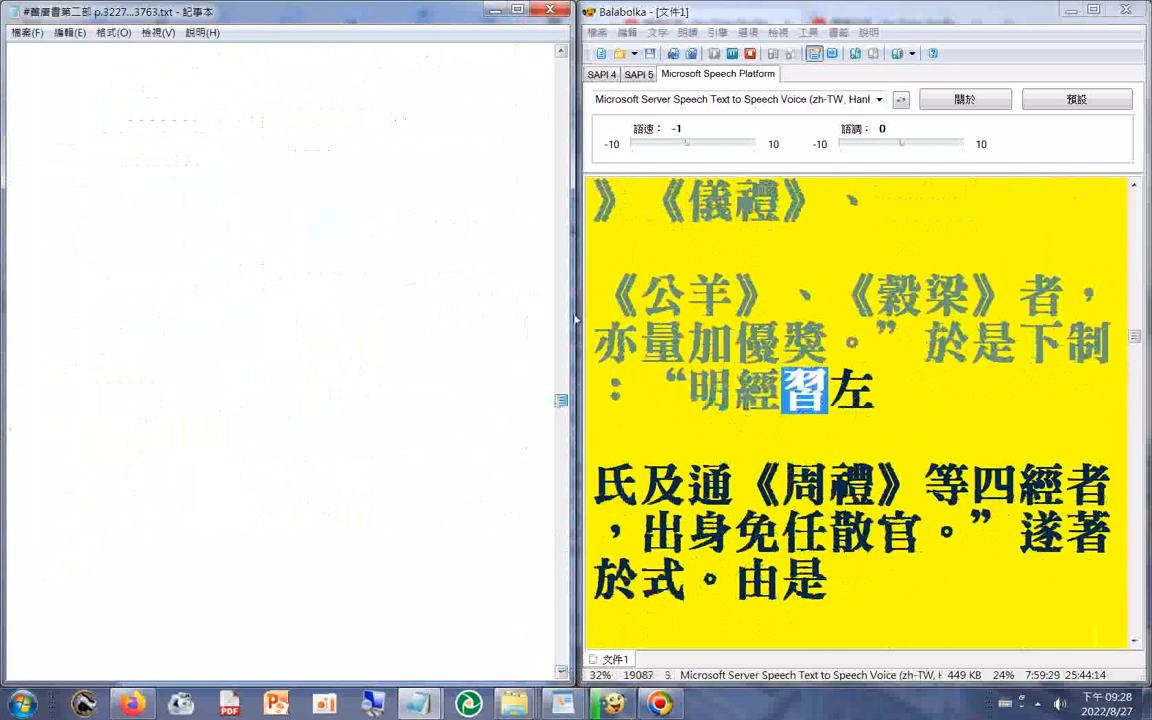 #舊唐書第二部 p.3227...3763.txt - 記事本
檔案(F) 編輯(E) 格式(O) 檢視(V) 說明(H)
Balabolka - [文件1]
檔案 編輯 文字 朗讀 引擎 選項 檢視 工具 書籤 說明
SAPI 4 SAPI 5 Microsoft Speech Platform
Microsoft Server Speech Text to Speech Voice (zh-TW, Hanl
關於
預設
語速： -1
語調： 0
-10 10 -10 10
》《儀禮》、
《公羊》、《穀梁》者，
亦量加優獎。”於是下制
：“明經習左
氏及通《周禮》等四經者
，出身免任散官。”遂著
於式。由是
文件1
32% 19087 Microsoft Server Speech Text to Speech Voice (zh-TW, 449 KB 24% 7:59:29 25:44:14
下午 09:28
2022/8/27